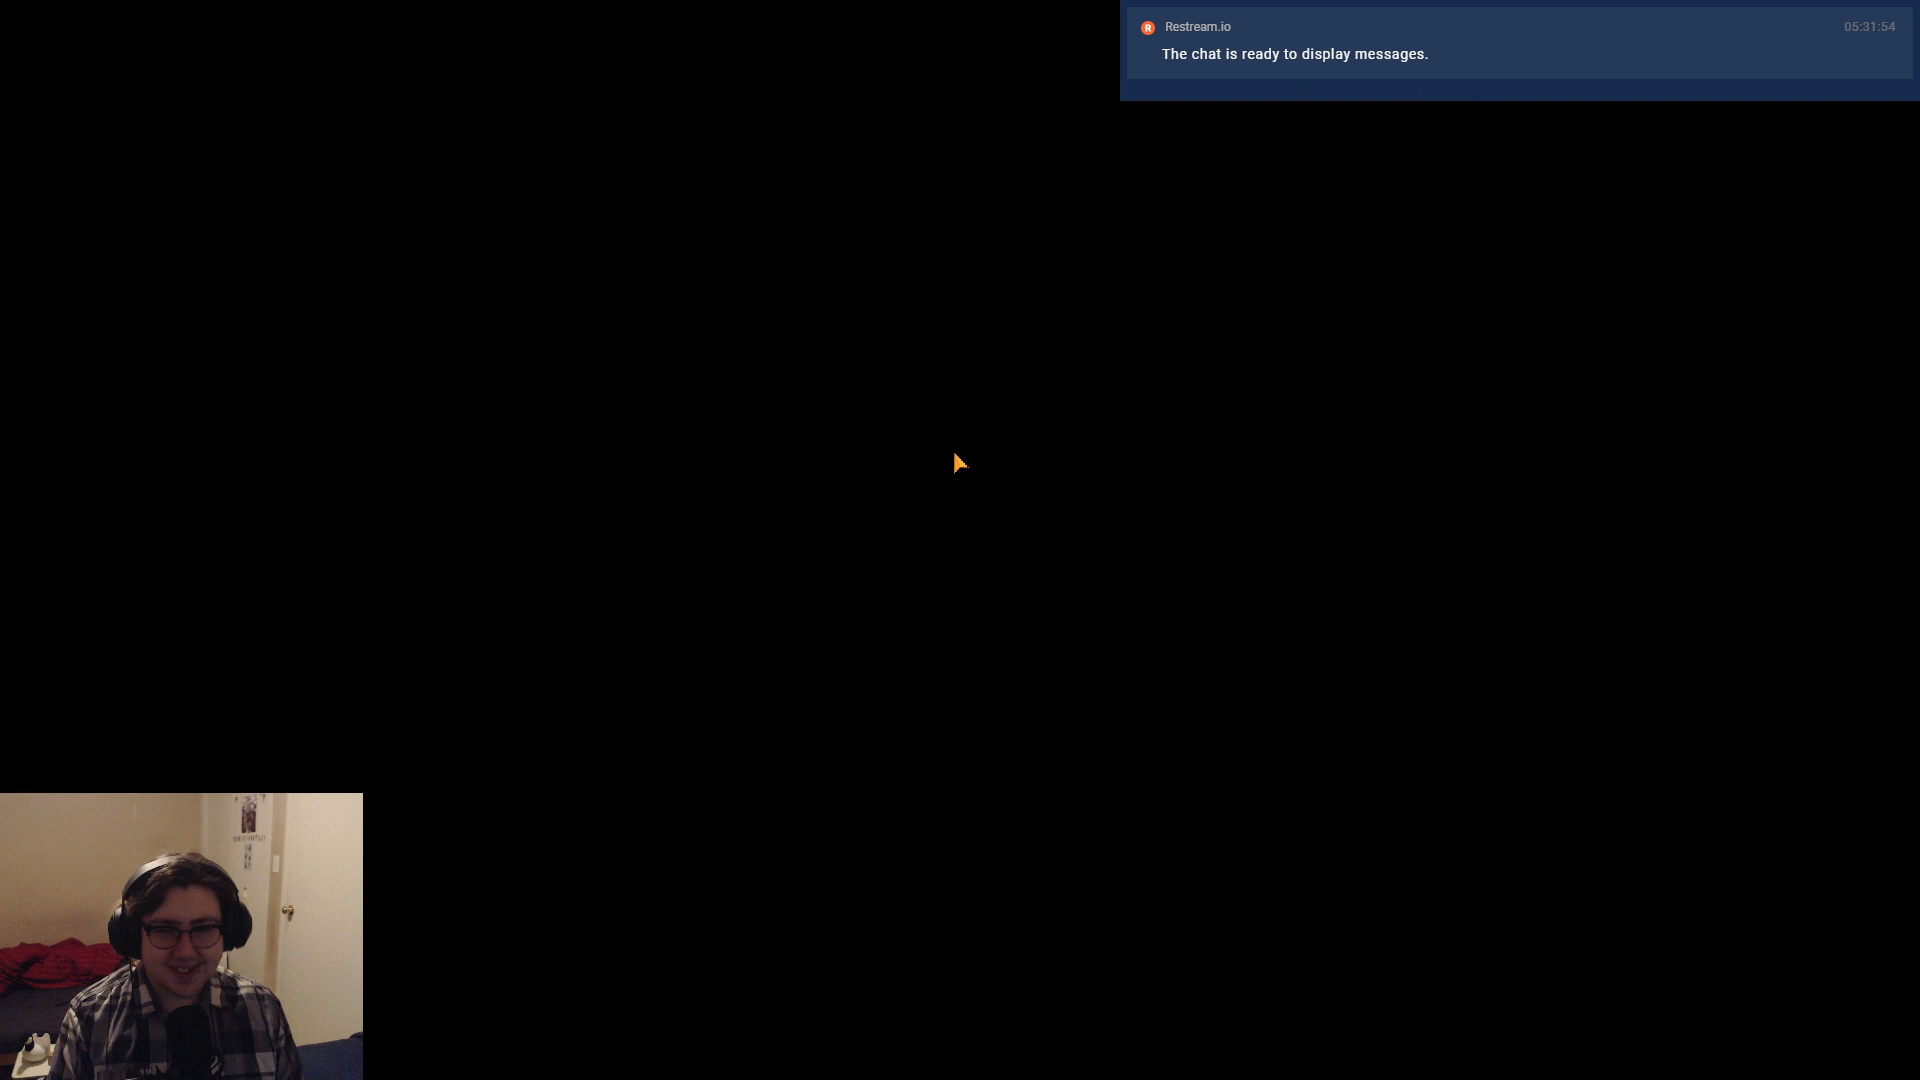 R Restream.io 05:31:54
The chat is ready to display messages.